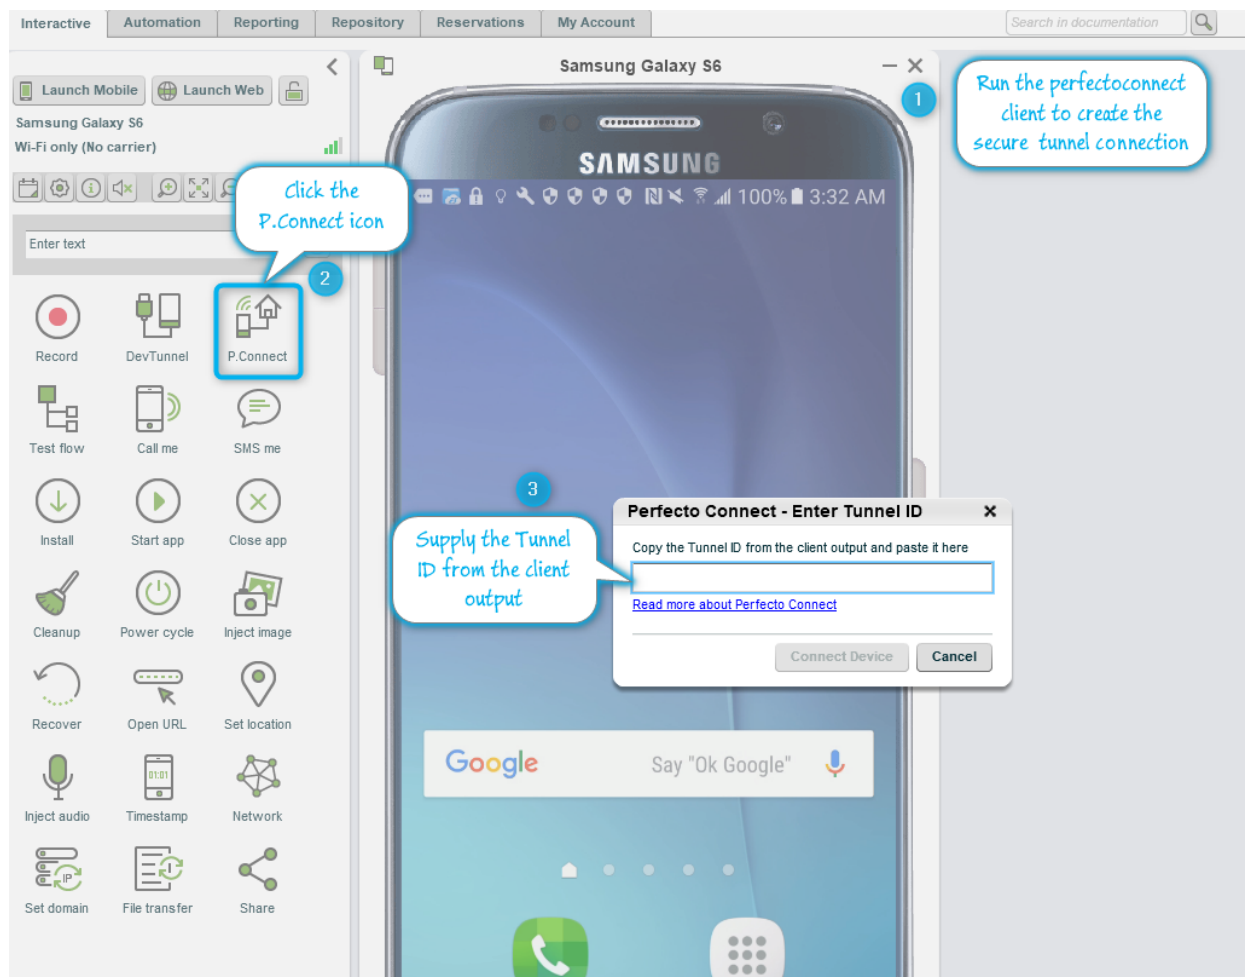 Interactive
Automation
Reporting
Repository
Reservations
My Account
Search in documentation
Launch Mobile
Launch Web
Samsung Galaxy S6
Wi-Fi only (No carrier)
Samsung Galaxy S6
1
Run the perfectoconnect
client to create the
secure tunnel connection
Click the
P.Connect icon
2
Enter text
Record
DevTunnel
P.Connect
Test flow
Call me
SMS me
Install
Start app
Close app
Cleanup
Power cycle
Inject image
Recover
Open URL
Set location
Inject audio
01:01
Timestamp
Network
IP
Set domain
File transfer
Share
SAMSUNG
100% 3:32 AM
3
Supply the Tunnel
ID from the client
output
Perfecto Connect - Enter Tunnel ID
Copy the Tunnel ID from the client output and paste it here
Read more about Perfecto Connect
Connect Device
Cancel
Google
Say "Ok Google"